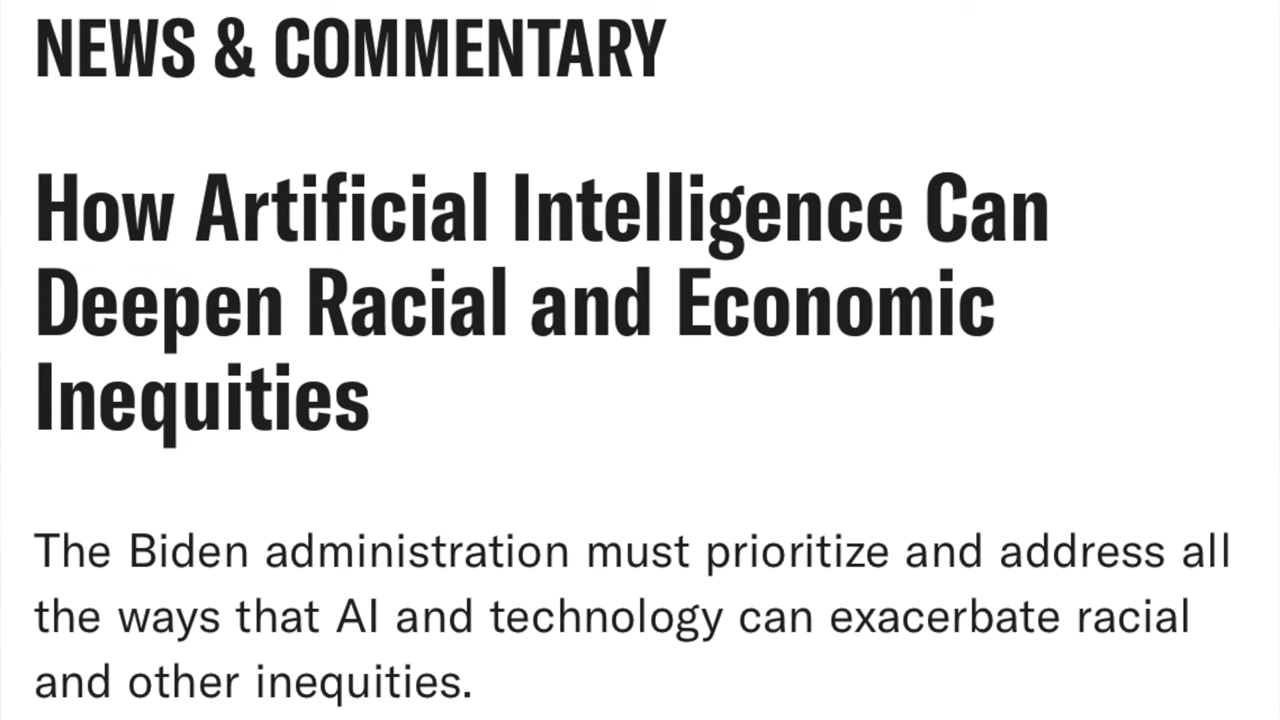 NEWS & COMMENTARY
How Artificial Intelligence Can
Deepen Racial and Economic
Inequities
The Biden administration must prioritize and address all
the ways that AI and technology can exacerbate racial
and other inequities.